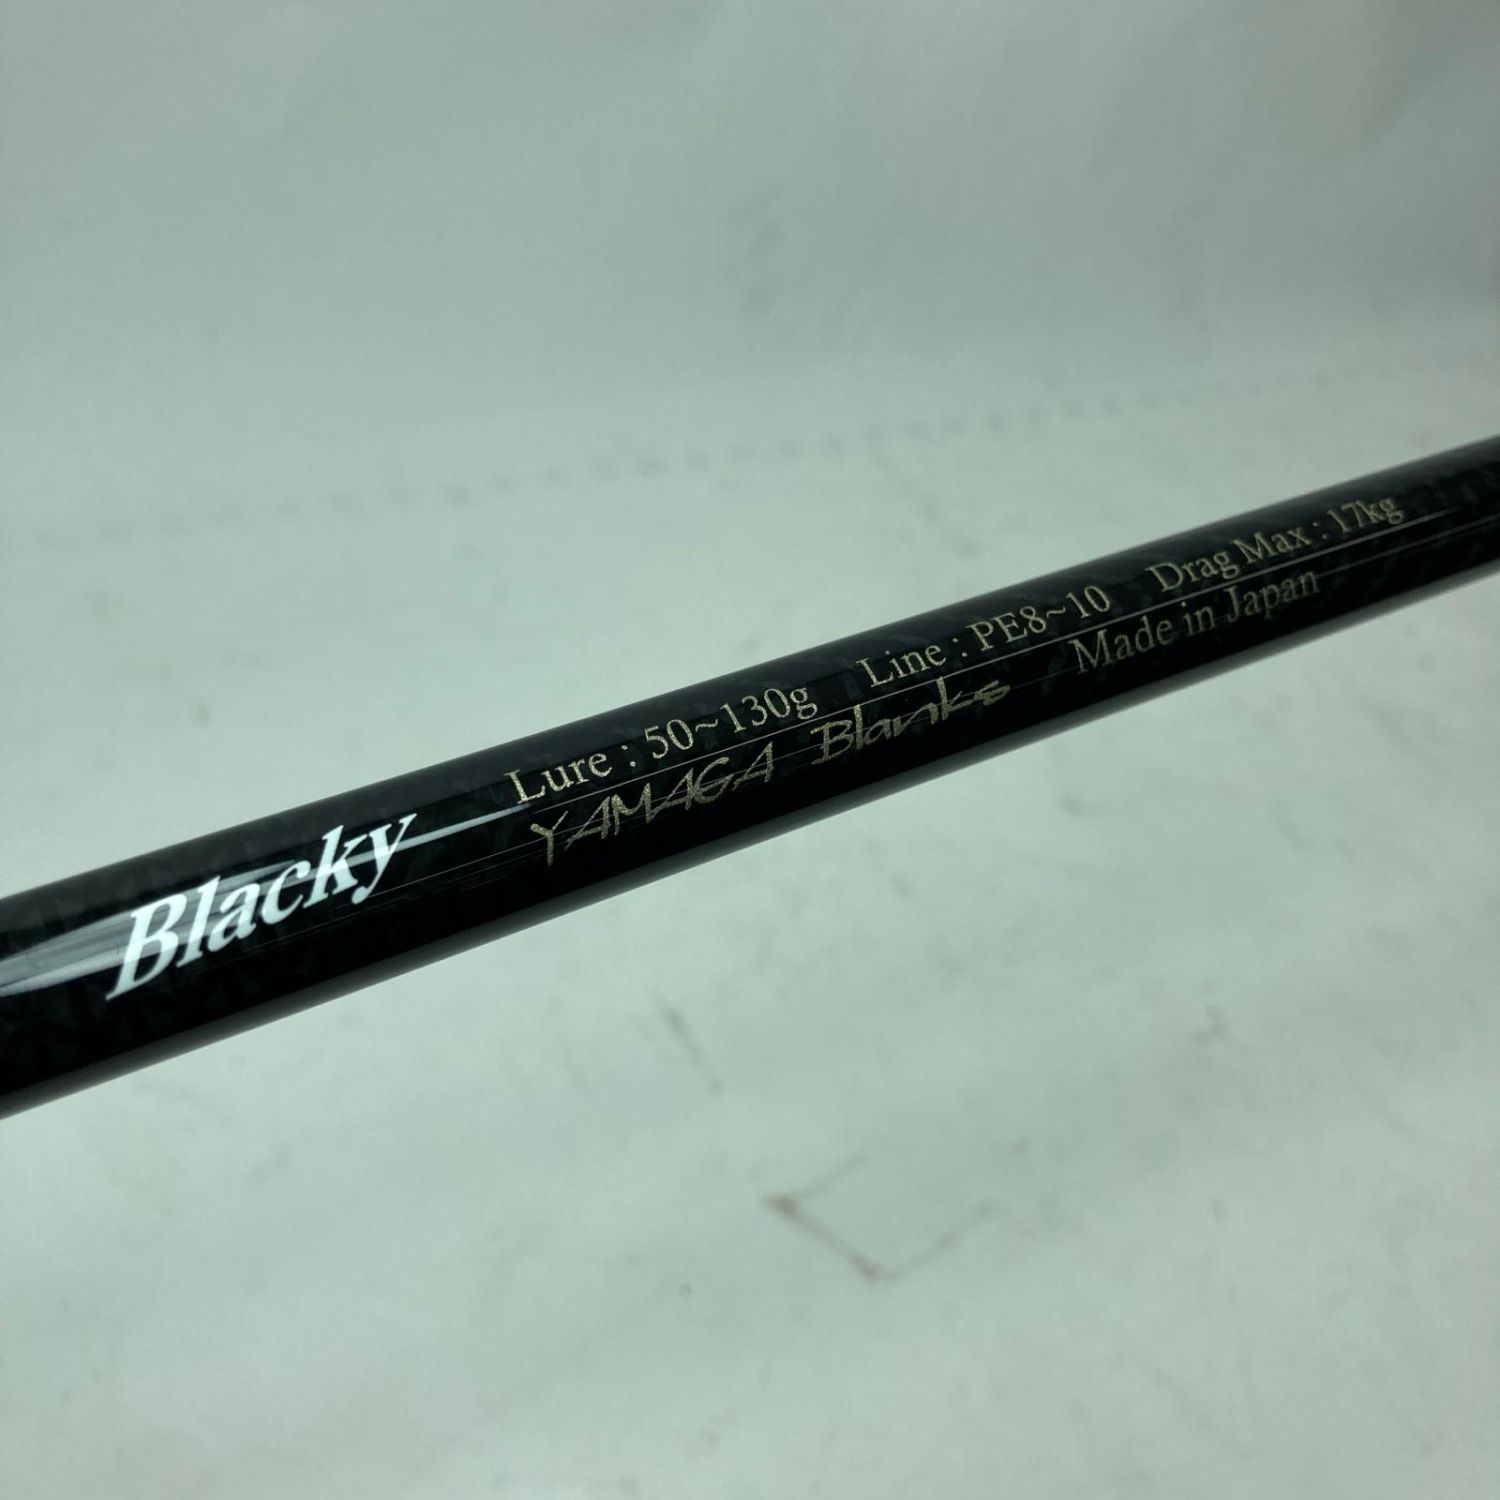 Blacky
Lure : 50~130g Line : PE8~10 Drag Max : 17kg
YAMAGA Blanks Made in Japan